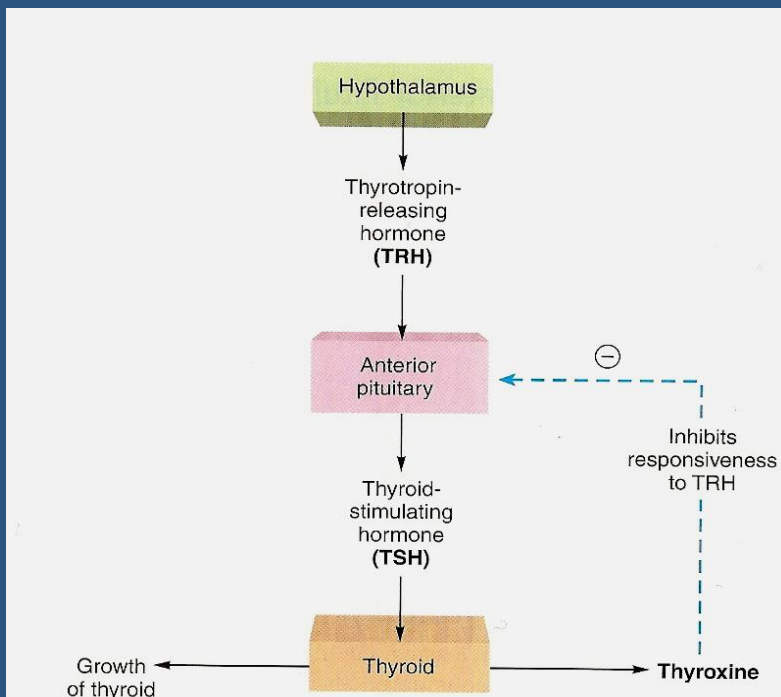 Hypothalamus
Thyrotropin-
releasing
hormone
(TRH)
Anterior
pituitary
−
Inhibits
responsiveness
to TRH
Thyroid-
stimulating
hormone
(TSH)
Growth
of thyroid
Thyroid
Thyroxine